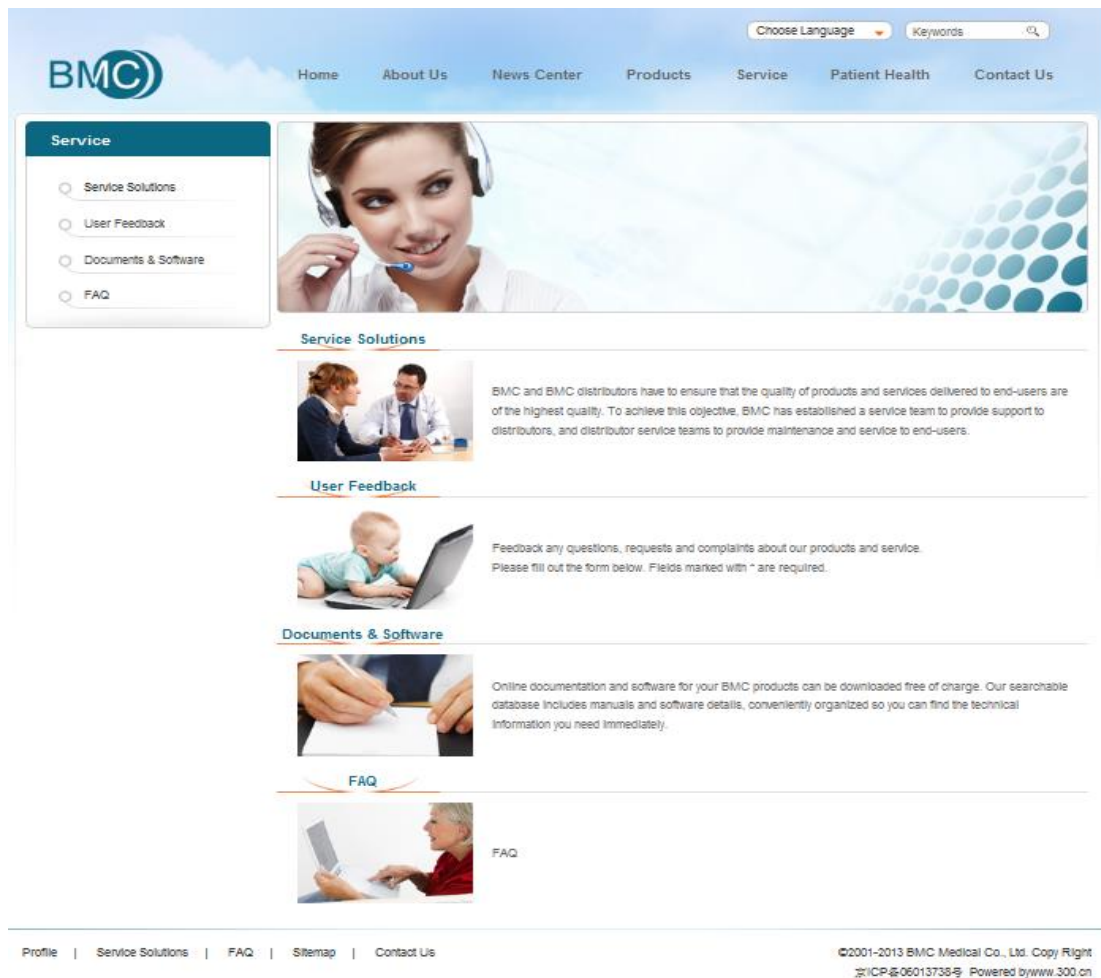 Choose Language
Keywords
BMC
Home About Us News Center Products Service Patient Health Contact Us
Service
Service Solutions
User Feedback
Documents & Software
FAQ
Service Solutions
BMC and BMC distributors have to ensure that the quality of products and services delivered to end-users are
of the highest quality. To achieve this objective, BMC has established a service team to provide support to
distributors, and distributor service teams to provide maintenance and service to end-users.
User Feedback
Feedback any questions, requests and complaints about our products and service.
Please fill out the form below. Fields marked with * are required.
Documents & Software
Online documentation and software for your BMC products can be downloaded free of charge. Our searchable
database includes manuals and software details, conveniently organized so you can find the technical
information you need immediately.
FAQ
FAQ
Profile | Service Solutions | FAQ | Sitemap | Contact Us
©2001-2013 BMC Medical Co., Ltd. Copy Right
京ICP备06013738号 Powered bywww.300.cn